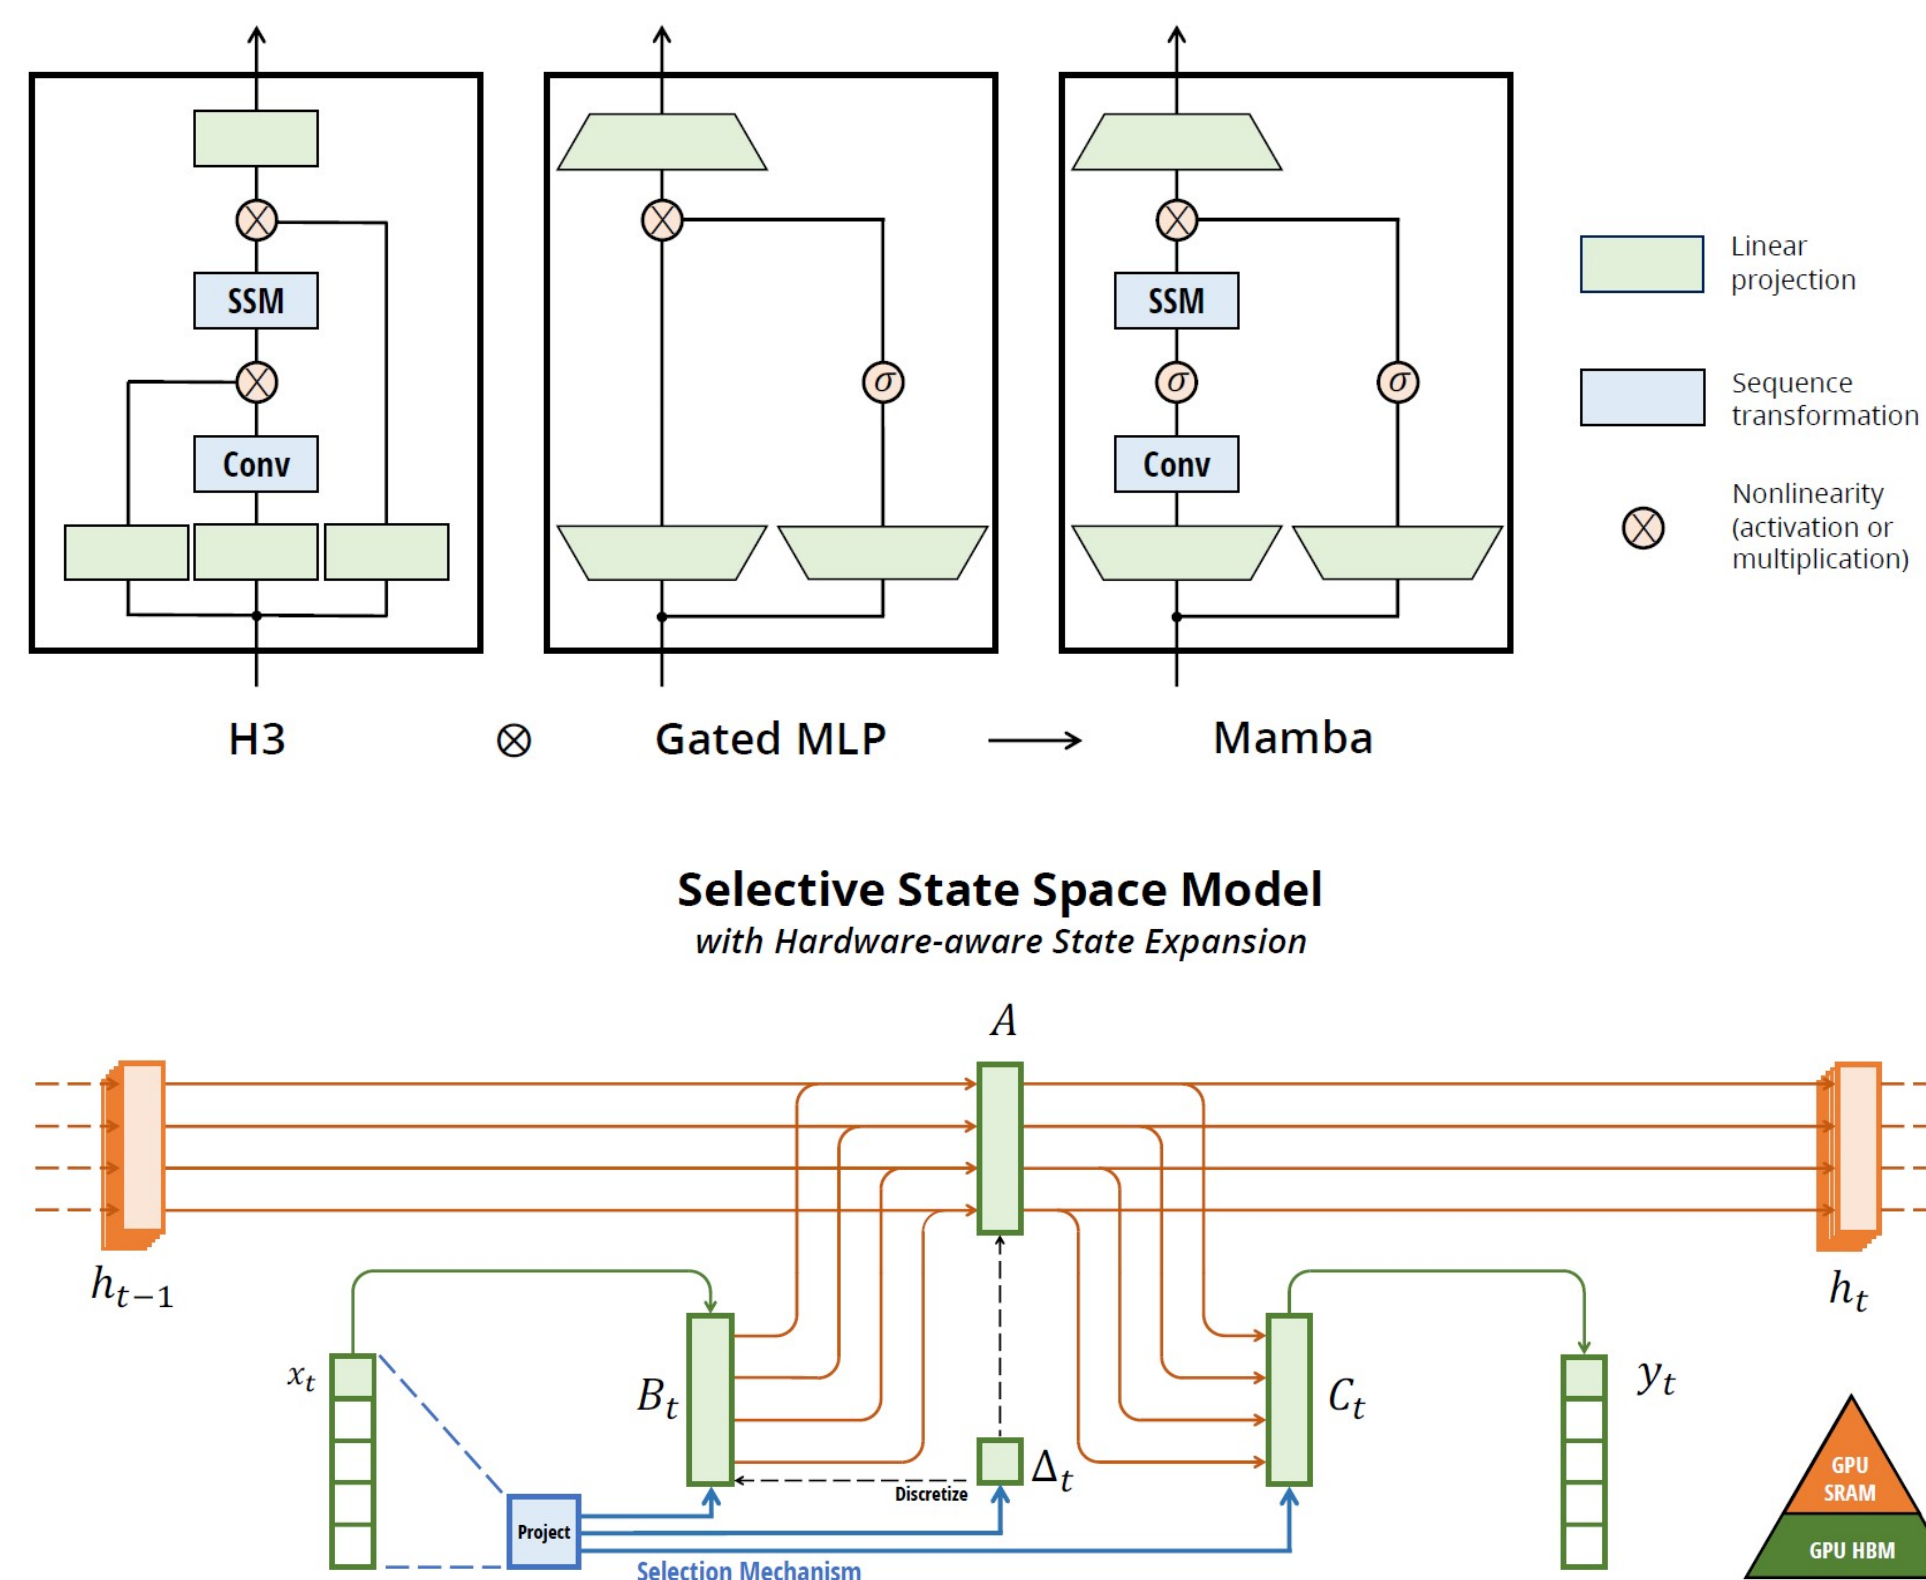 SSM
Conv
σ
SSM
σ
σ
Conv
Linear
projection
Sequence
transformation
Nonlinearity
(activation or
multiplication)
H3 ⊗ Gated MLP → Mamba
Selective State Space Model
with Hardware-aware State Expansion
A
h_{t−1}
h_t
x_t
B_t
C_t
y_t
Δ_t
Discretize
Project
Selection Mechanism
GPU
SRAM
GPU HBM